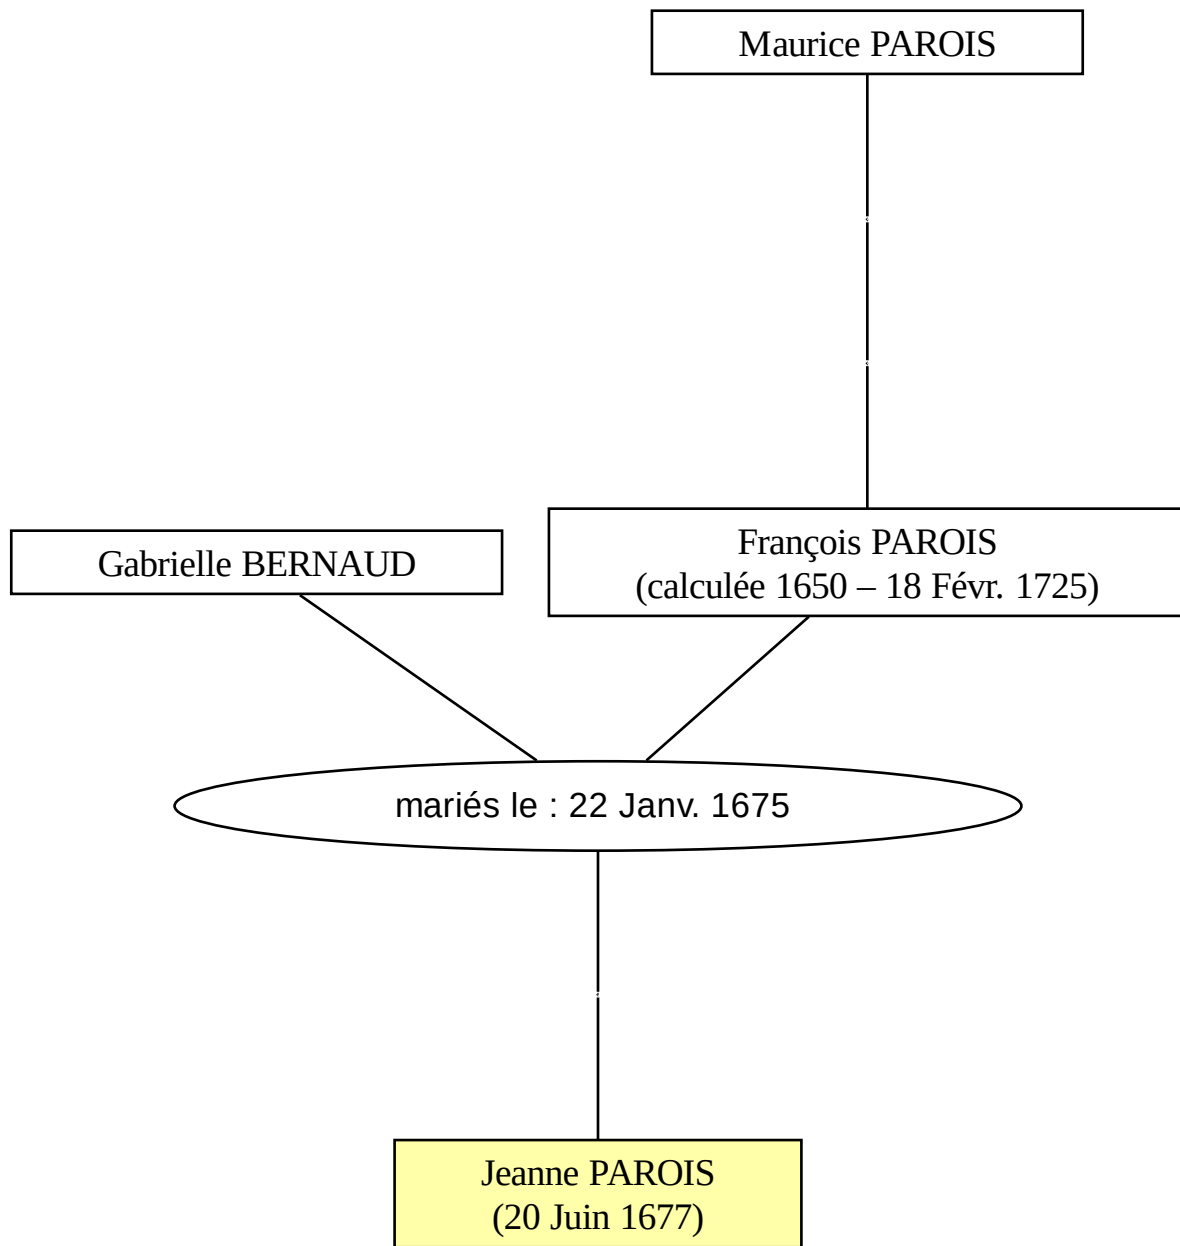 Maurice PAROIS
Gabrielle BERNAUD
François PAROIS
(calculée 1650 – 18 Févr. 1725)
mariés le : 22 Janv. 1675
Jeanne PAROIS
(20 Juin 1677)